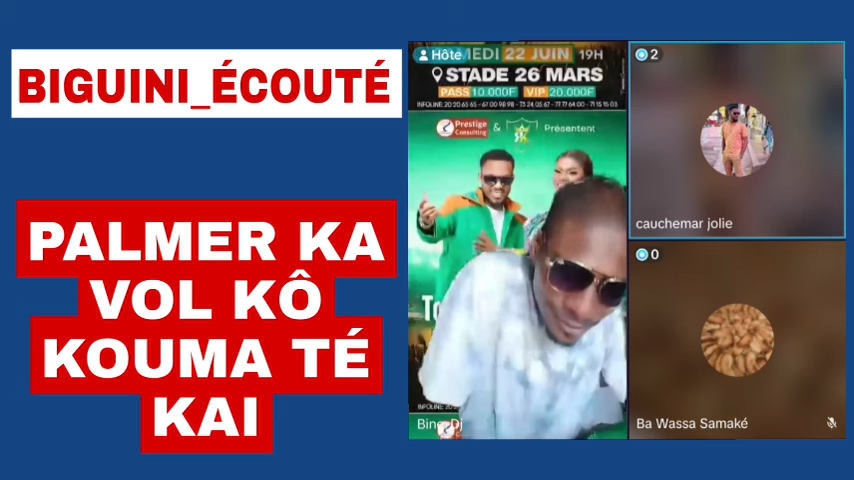 BIGUINI_ÉCOUTÉ
PALMER KA
VOL KÔ
KOUMA TÉ
KAI
Hôte
MEDI 22 JUIN 19H
STADE 26 MARS
PASS 10.000F VIP 20.000F
Prestige Consulting & Présentent
2
cauchemar jolie
0
Ba Wassa Samaké